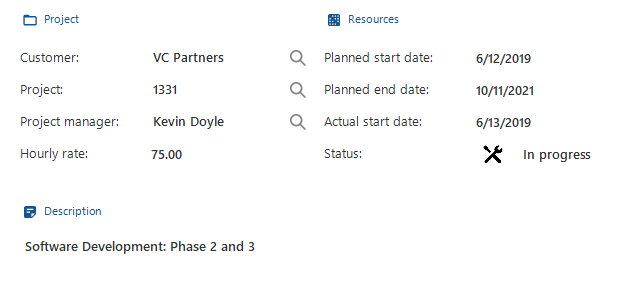 Project
Customer: VC Partners
Project: 1331
Project manager: Kevin Doyle
Hourly rate: 75.00
Resources
Planned start date: 6/12/2019
Planned end date: 10/11/2021
Actual start date: 6/13/2019
Status: In progress
Description
Software Development: Phase 2 and 3